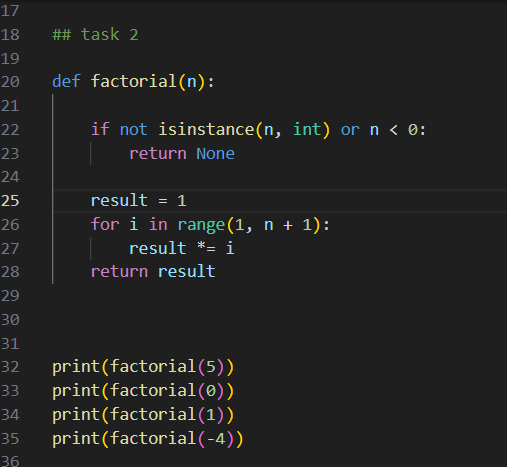 17
18 ## task 2
19
20 def factorial(n):
21
22     if not isinstance(n, int) or n < 0:
23         return None
24
25     result = 1
26     for i in range(1, n + 1):
27         result *= i
28     return result
29
30
31
32 print(factorial(5))
33 print(factorial(0))
34 print(factorial(1))
35 print(factorial(-4))
36